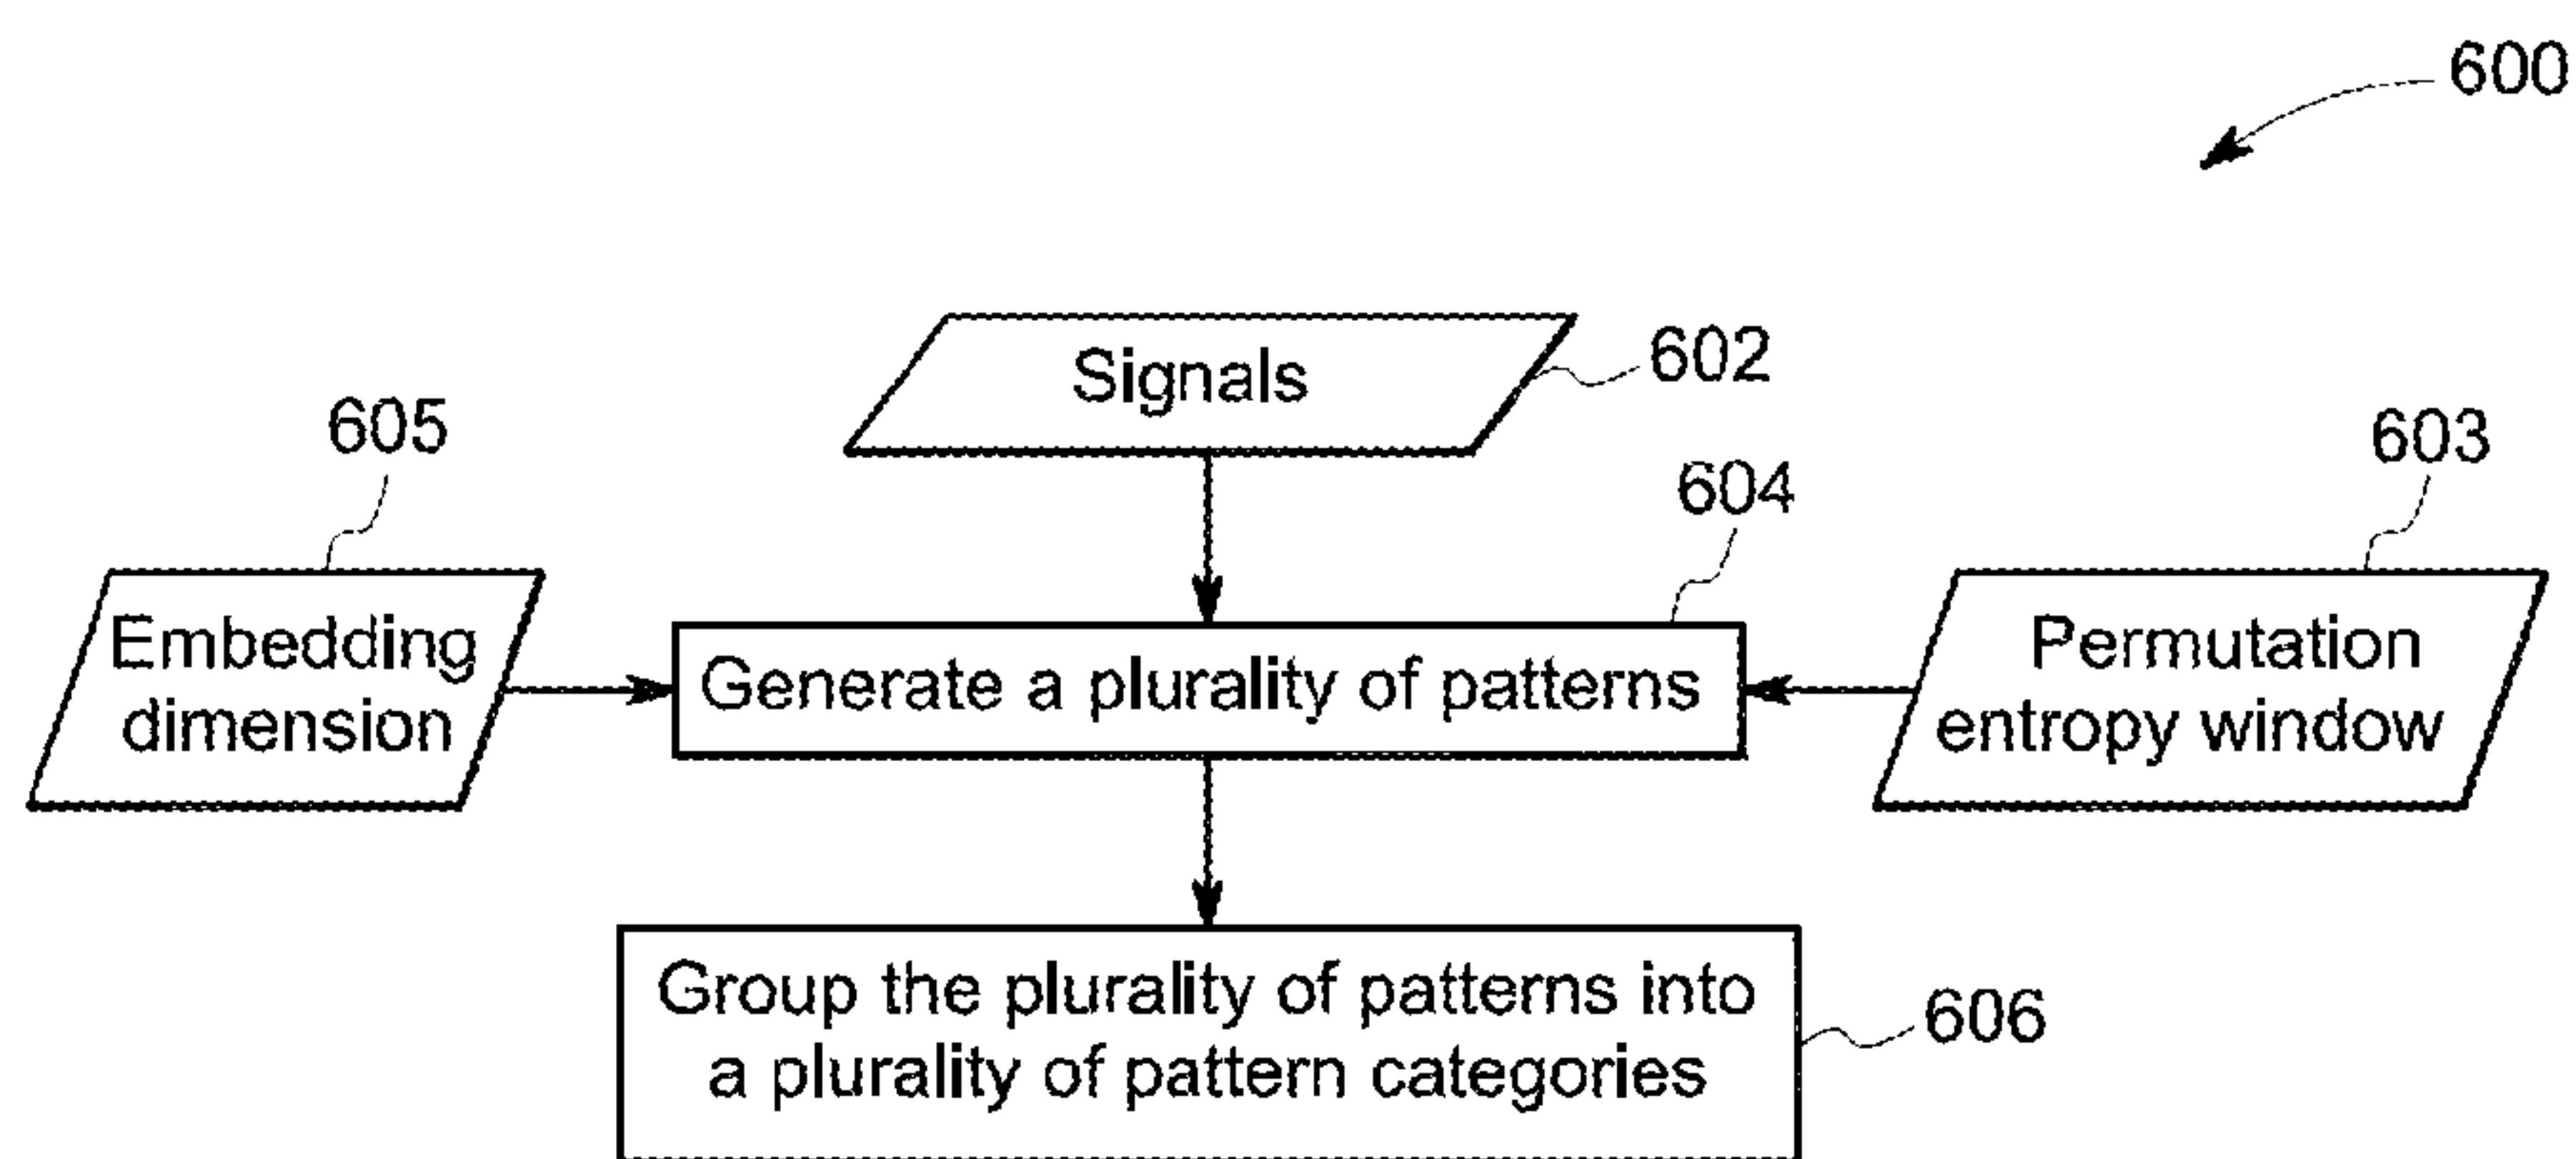 600
Signals
602
605
603
604
Embedding
dimension
Generate a plurality of patterns
Permutation
entropy window
Group the plurality of patterns into
a plurality of pattern categories
606